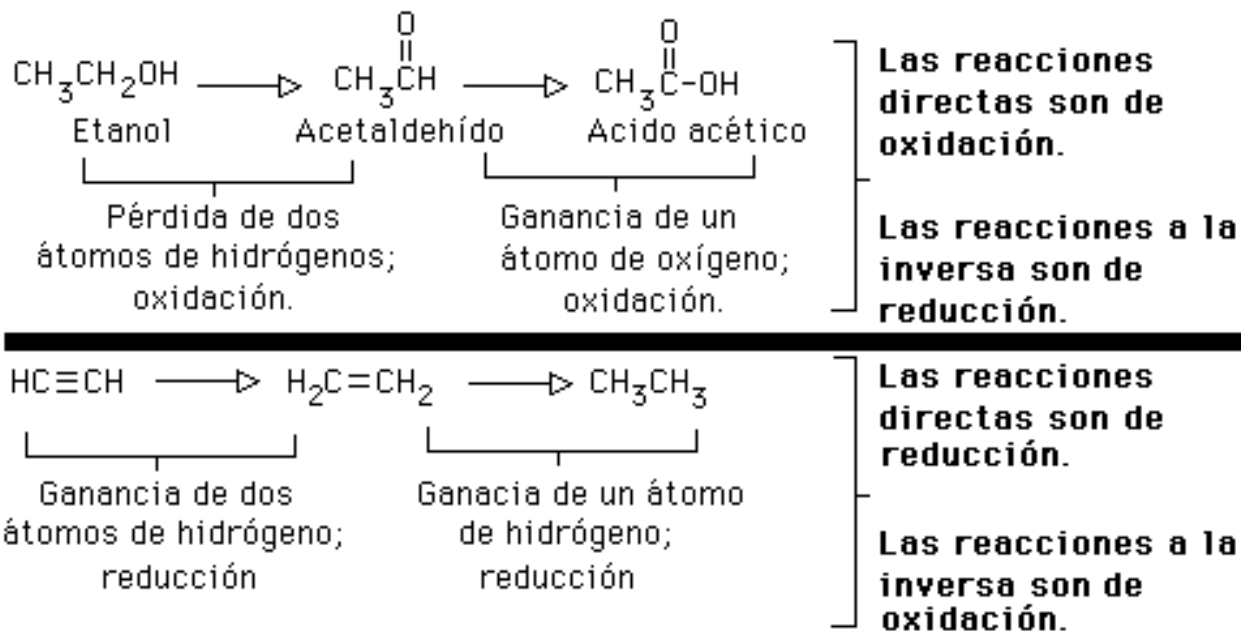 O O
CH₃CH₂OH → CH₃CH → CH₃C-OH
Etanol Acetaldehído Acido acético
Pérdida de dos
átomos de hidrógenos;
oxidación.
Ganancia de un
átomo de oxígeno;
oxidación.
Las reacciones
directas son de
oxidación.
Las reacciones a la
inversa son de
reducción.
HC≡CH → H₂C=CH₂ → CH₃CH₃
Ganancia de dos
átomos de hidrógeno;
reducción
Ganacia de un átomo
de hidrógeno;
reducción
Las reacciones
directas son de
reducción.
Las reacciones a la
inversa son de
oxidación.